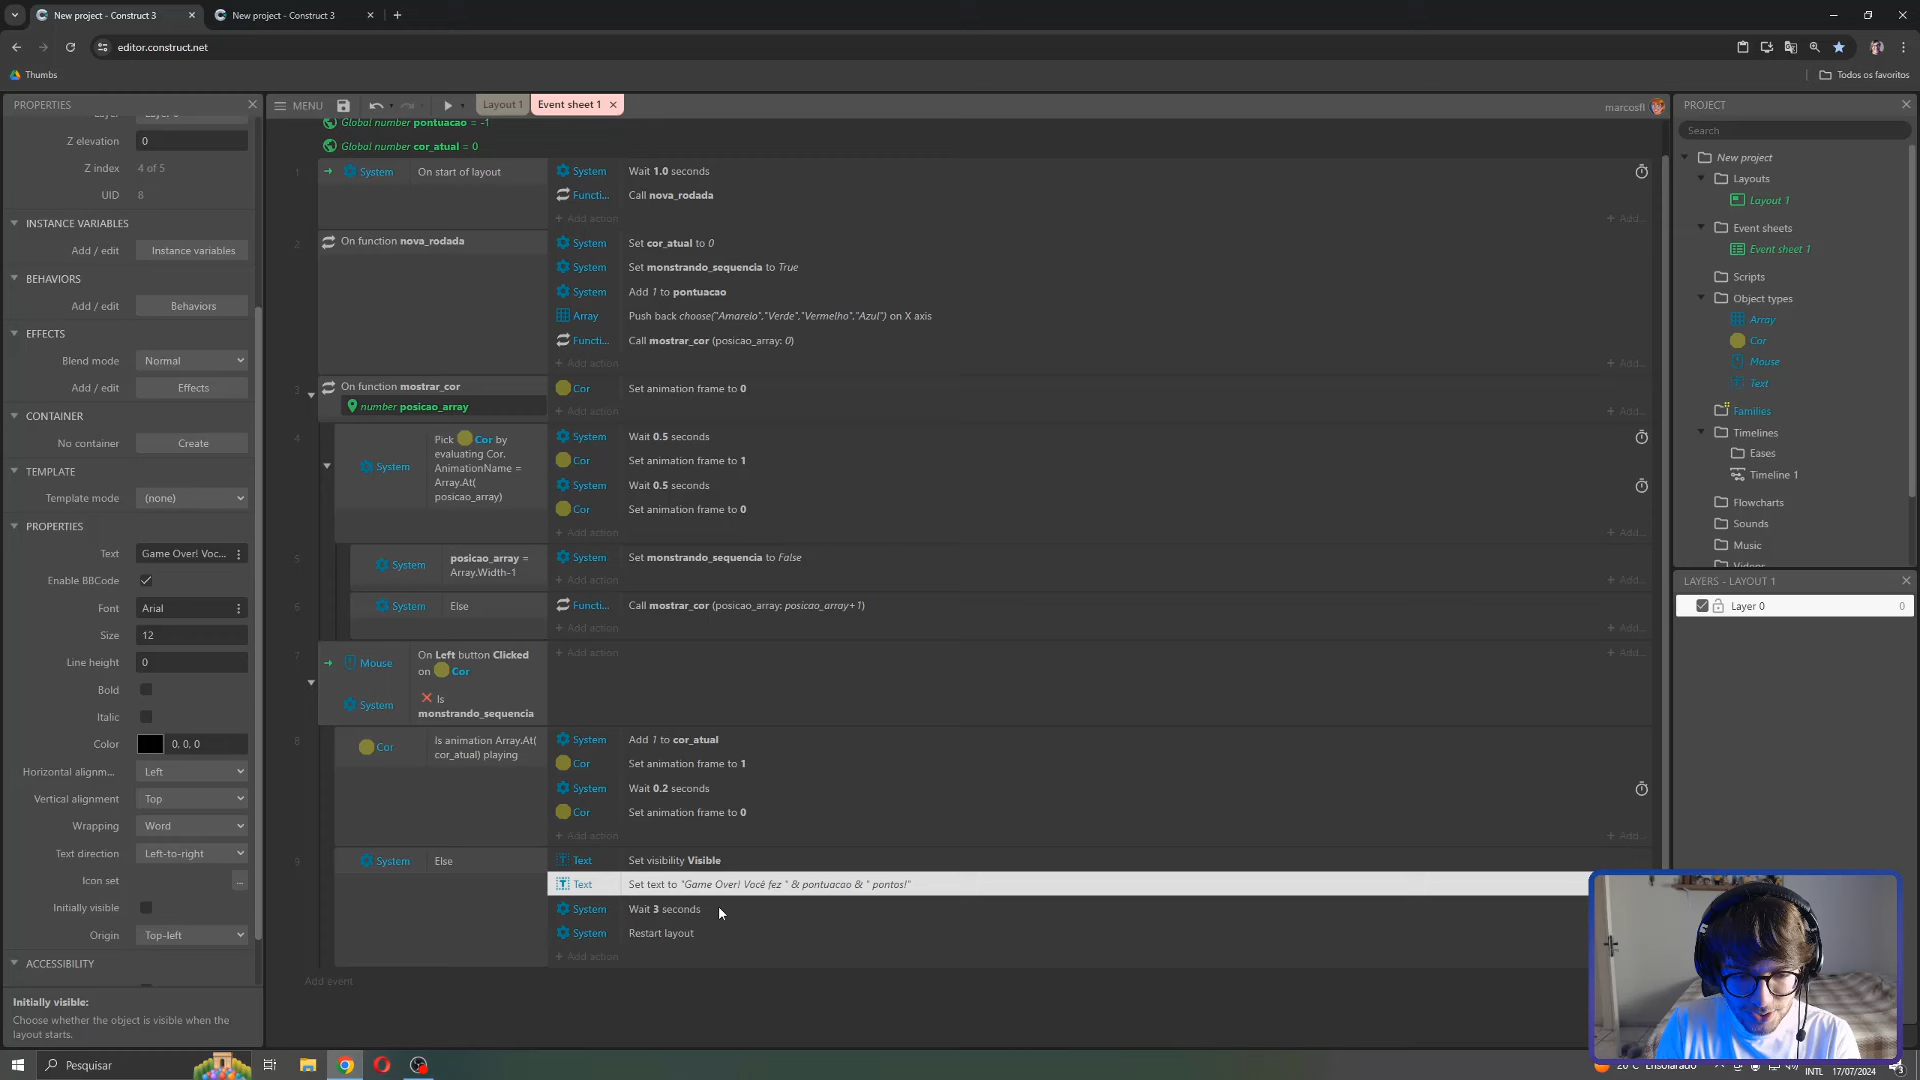 New project - Construct 3
New project - Construct 3
editor.construct.net
Thumbs
Todos os favoritos
PROPERTIES
Z elevation
0
Z index
4 of 5
UID
8
INSTANCE VARIABLES
Add / edit
Instance variables
BEHAVIORS
Add / edit
Behaviors
EFFECTS
Blend mode
Normal
Add / edit
Effects
CONTAINER
No container
Create
TEMPLATE
Template mode
(none)
PROPERTIES
Text
Game Over! Voc...
Enable BBCode
Font
Arial
Size
12
Line height
0
Bold
Italic
Color
0, 0, 0
Horizontal alignm...
Left
Vertical alignment
Top
Wrapping
Word
Text direction
Left-to-right
Icon set
...
Initially visible
Origin
Top-left
ACCESSIBILITY
Initially visible:
Choose whether the object is visible when the
layout starts.
MENU
Layout 1
Event sheet 1
marcosfl
Global number pontuacao = -1
Global number cor_atual = 0
1
System
On start of layout
System
Wait 1.0 seconds
Functi...
Call nova_rodada
+ Add action
+ Add...
2
On function nova_rodada
System
Set cor_atual to 0
System
Set monstrando_sequencia to True
System
Add 1 to pontuacao
Array
Push back choose("Amarelo","Verde","Vermelho","Azul") on X axis
Functi...
Call mostrar_cor (posicao_array: 0)
+ Add action
+ Add...
3
On function mostrar_cor
number posicao_array
Cor
Set animation frame to 0
+ Add action
+ Add...
4
System
Pick Cor by
evaluating Cor.
AnimationName =
Array.At(
posicao_array)
System
Wait 0.5 seconds
Cor
Set animation frame to 1
System
Wait 0.5 seconds
Cor
Set animation frame to 0
+ Add action
+ Add...
5
System
posicao_array =
Array.Width-1
System
Set monstrando_sequencia to False
+ Add action
+ Add...
6
System
Else
Functi...
Call mostrar_cor (posicao_array: posicao_array+1)
+ Add action
+ Add...
7
Mouse
On Left button Clicked
on Cor
System
Is
monstrando_sequencia
+ Add action
+ Add...
8
Cor
Is animation Array.At(
cor_atual) playing
System
Add 1 to cor_atual
Cor
Set animation frame to 1
System
Wait 0.2 seconds
Cor
Set animation frame to 0
+ Add action
+ Add...
9
System
Else
Text
Set visibility Visible
Text
Set text to "Game Over! Você fez " & pontuacao & " pontos!"
System
Wait 3 seconds
System
Restart layout
+ Add action
Add event
PROJECT
Search
New project
Layouts
Layout 1
Event sheets
Event sheet 1
Scripts
Object types
Array
Cor
Mouse
Text
Families
Timelines
Eases
Timeline 1
Flowcharts
Sounds
Music
LAYERS - LAYOUT 1
Layer 0
0
Pesquisar
20°C Ensolarado
INTL
17/07/2024